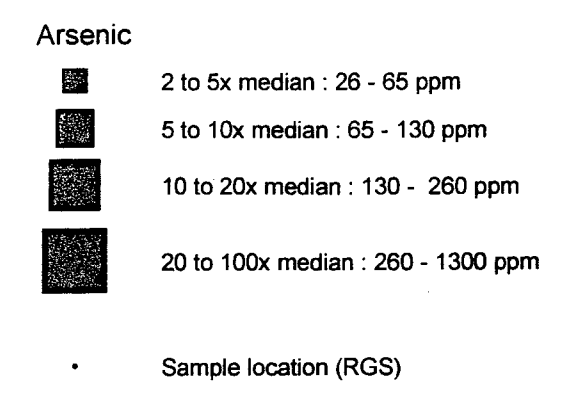 Arsenic
2 to 5x median : 26 - 65 ppm
5 to 10x median : 65 - 130 ppm
10 to 20x median : 130 - 260 ppm
20 to 100x median : 260 - 1300 ppm
Sample location (RGS)